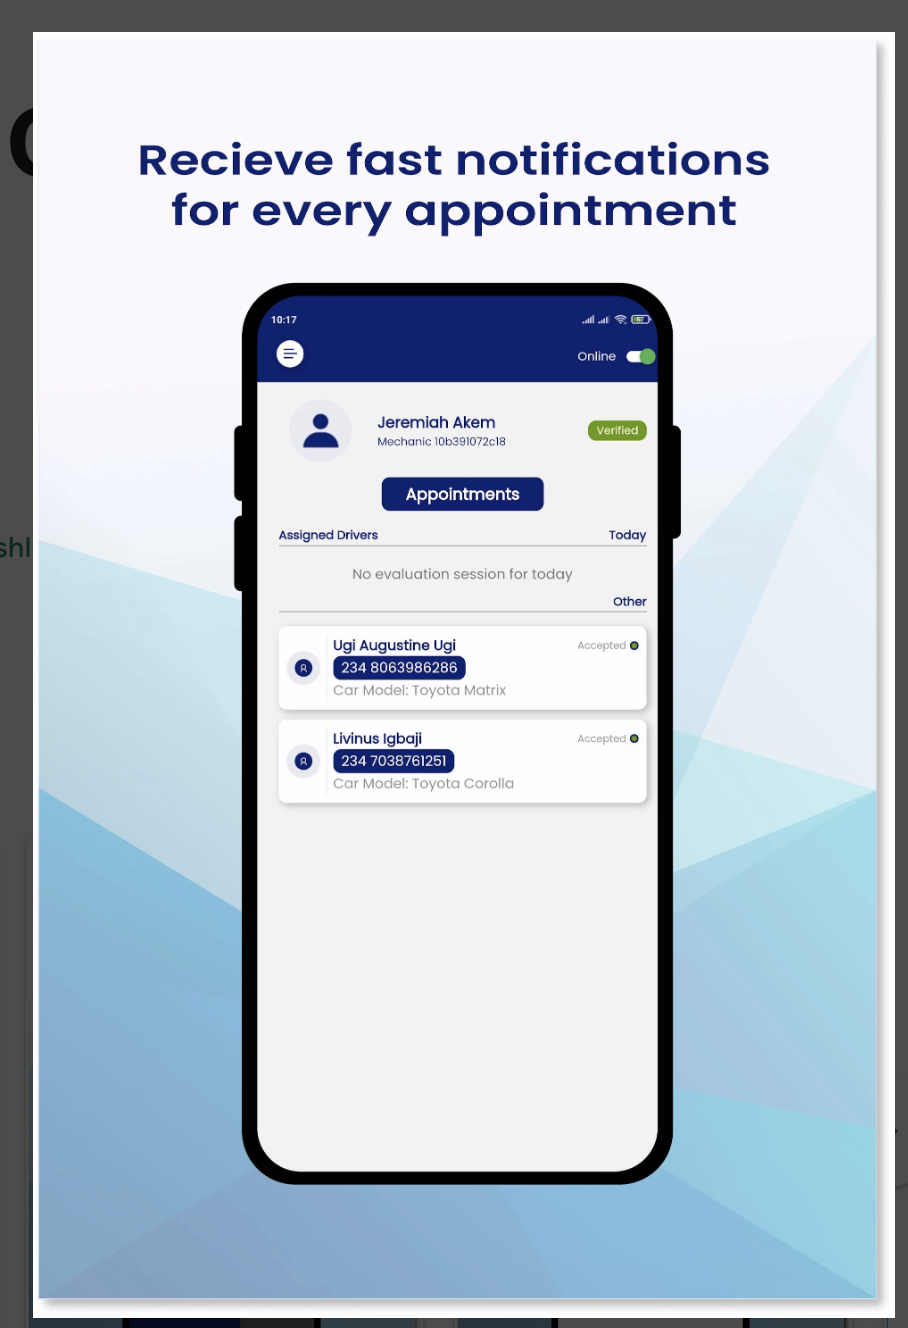 Recieve fast notifications
for every appointment
10:17
Online
Jeremiah Akem
Mechanic 10b391072c18
Verified
Appointments
Assigned Drivers
Today
No evaluation session for today
Other
Ugi Augustine Ugi
Accepted
234 8063986286
Car Model: Toyota Matrix
Livinus Igbaji
Accepted
234 7038761251
Car Model: Toyota Corolla